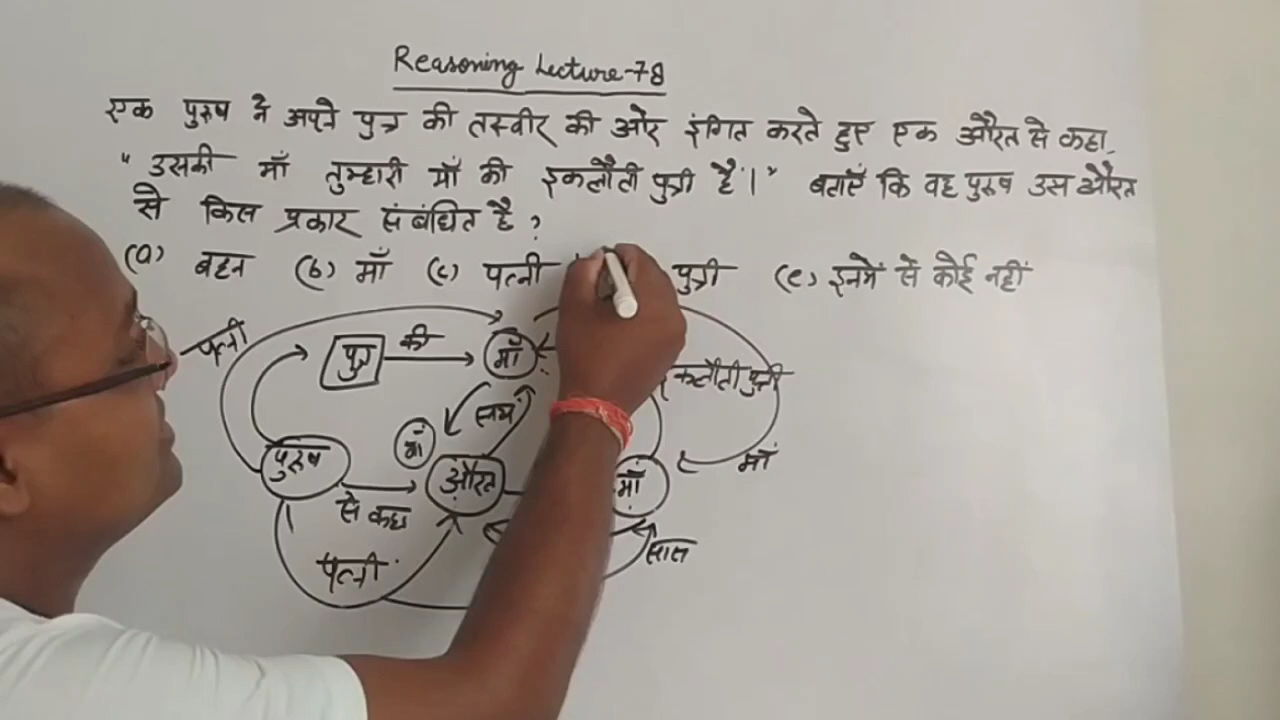 Reasoning Lecture-78
एक पुरुष ने अपने पुत्र की तस्वीर की ओर इंगित करते हुए एक औरत से कहा,
" उसकी माँ तुम्हारी माँ की इकलौती पुत्री है।" बताएँ कि वह पुरुष उस औरत
से किस प्रकार संबंधित है ?
(a) बहन (b) माँ (c) पत्नी पुत्री (e) इनमें से कोई नहीं
पत्नी
पुत्र की माँ
कलौती पुत्री
स्वयं
माँ
पुरुष से कहा औरत माँ माँ
पत्नी सास